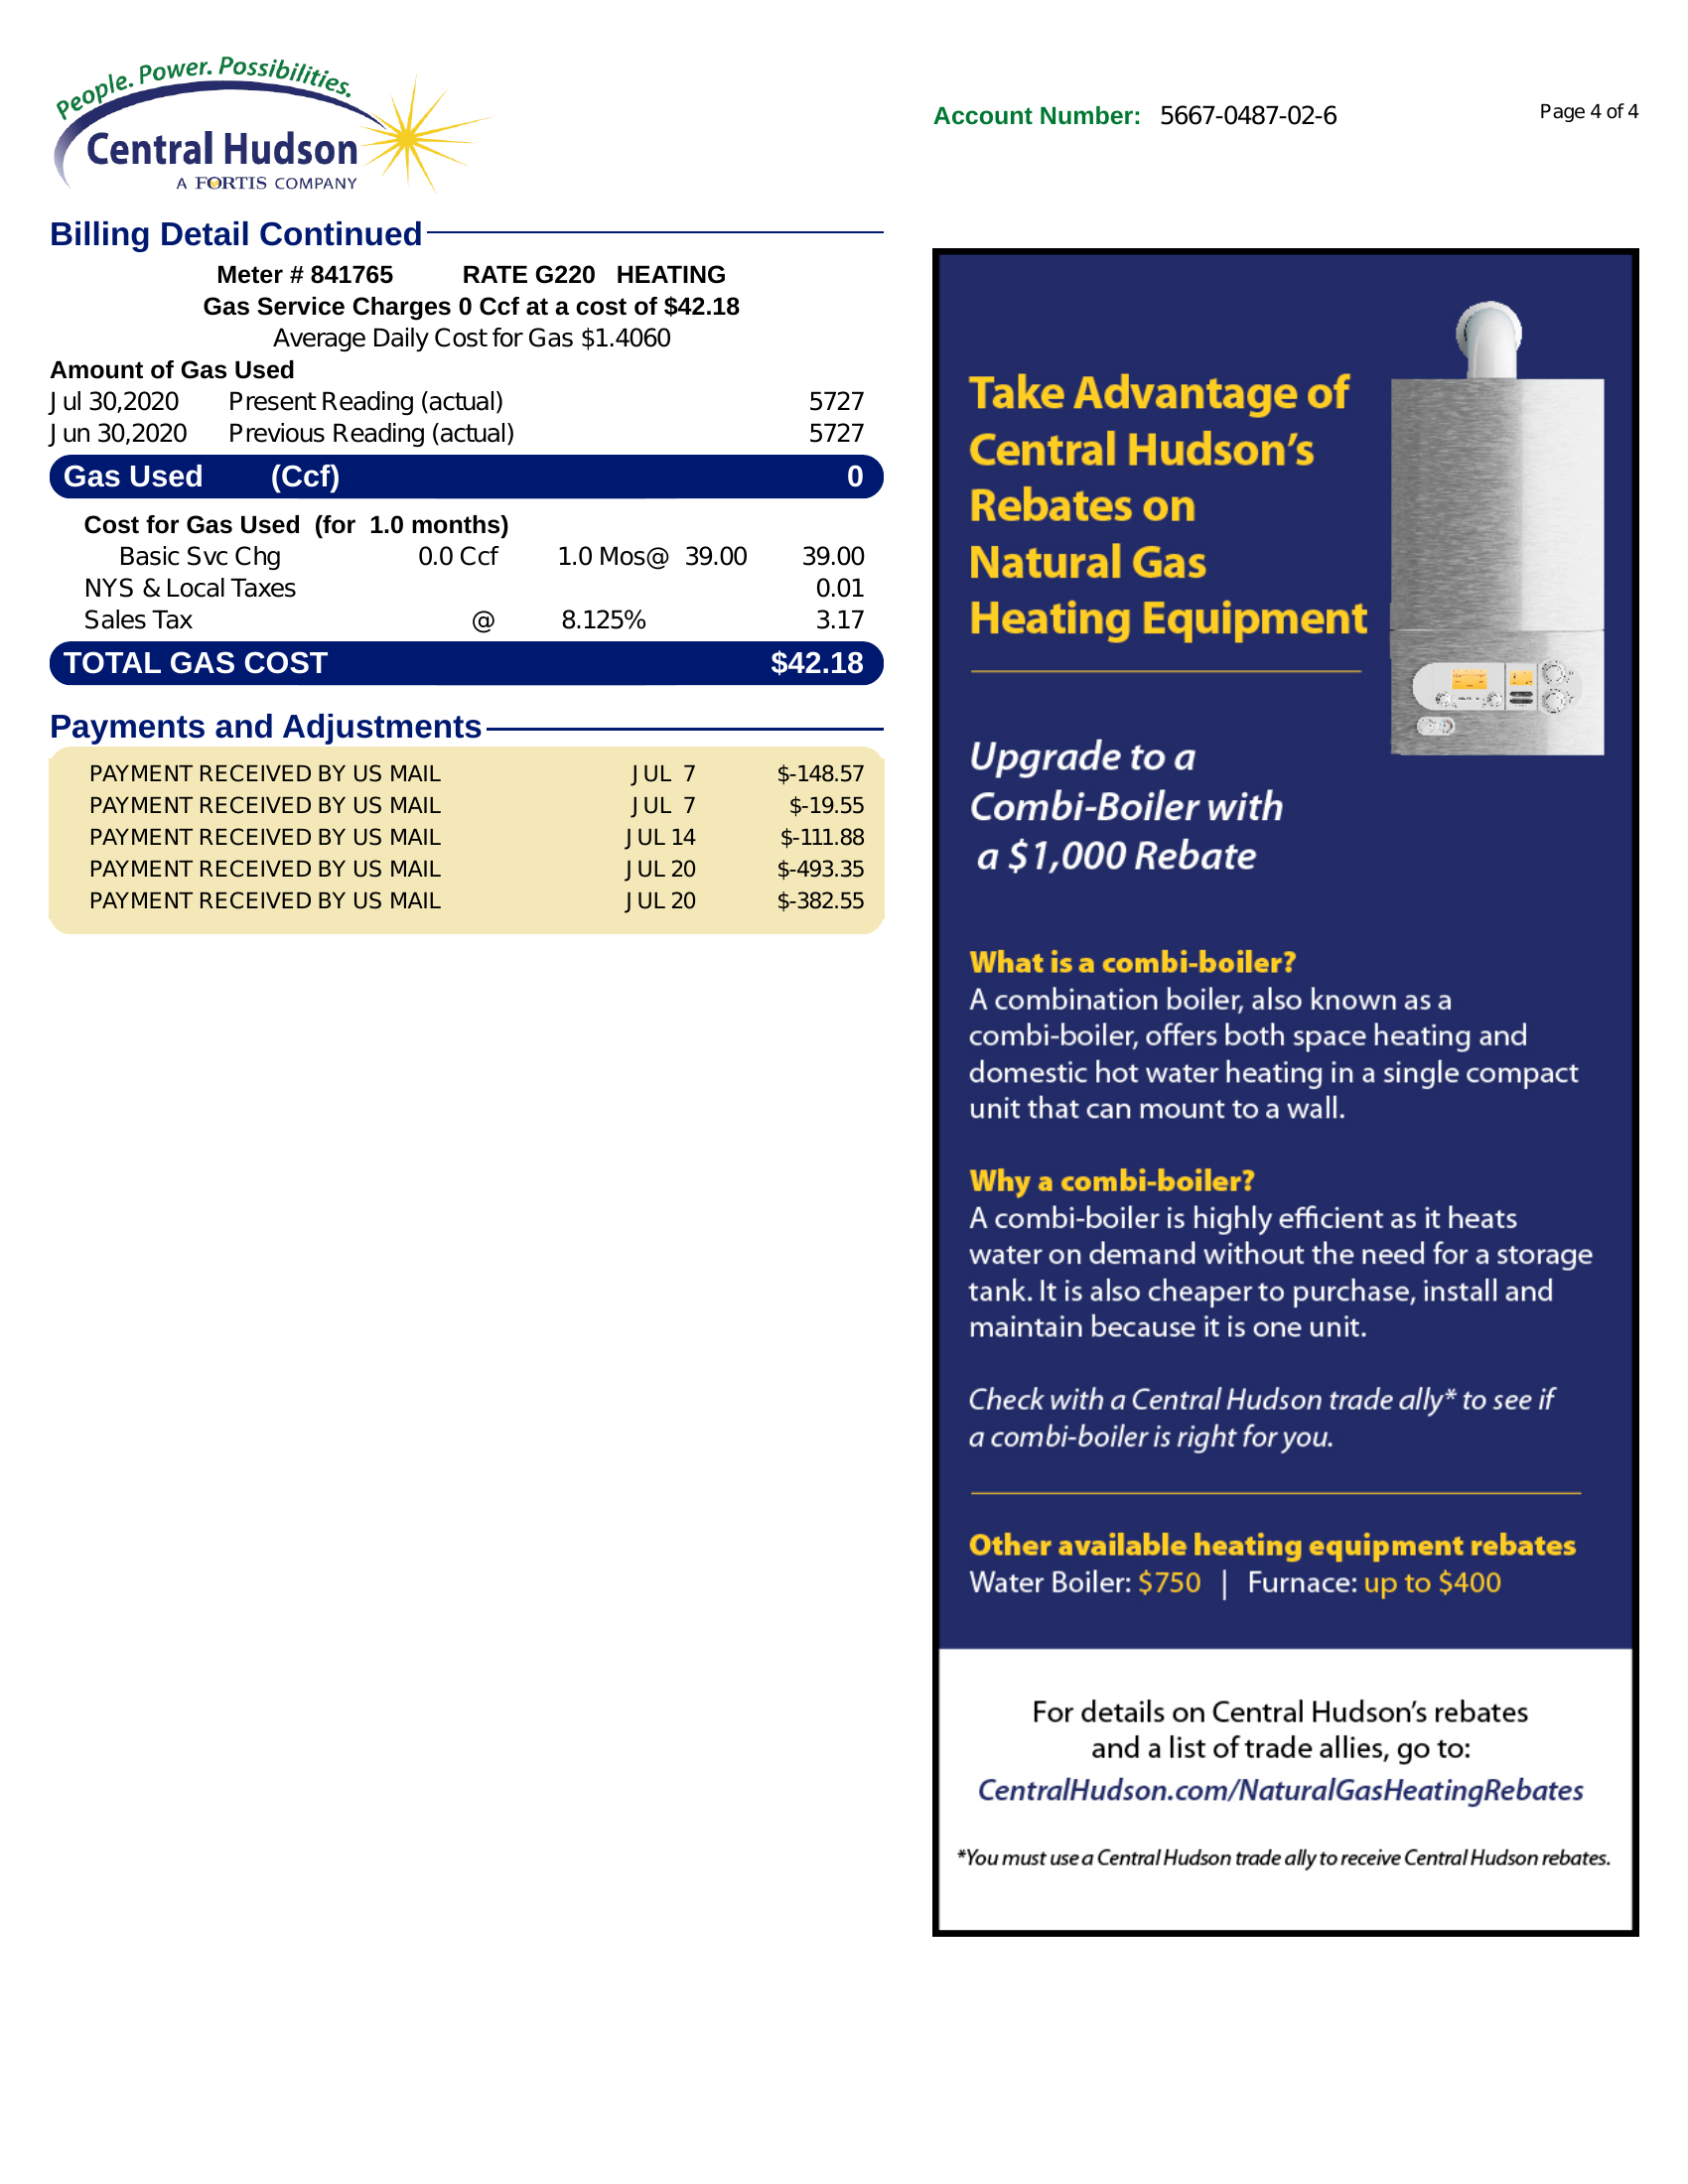 People. Power. Possibilities.
Central Hudson
A FORTIS COMPANY
Account Number: 5667-0487-02-6
Page 4 of 4
Billing Detail Continued
Meter # 841765 RATE G220 HEATING
Gas Service Charges 0 Ccf at a cost of $42.18
Average Daily Cost for Gas $1.4060
Amount of Gas Used
Jul 30,2020 Present Reading (actual) 5727
Jun 30,2020 Previous Reading (actual) 5727
Gas Used (Ccf) 0
Cost for Gas Used (for 1.0 months)
Basic Svc Chg 0.0 Ccf 1.0 Mos@ 39.00 39.00
NYS & Local Taxes 0.01
Sales Tax @ 8.125% 3.17
TOTAL GAS COST $42.18
Payments and Adjustments
PAYMENT RECEIVED BY US MAIL JUL 7 $-148.57
PAYMENT RECEIVED BY US MAIL JUL 7 $-19.55
PAYMENT RECEIVED BY US MAIL JUL 14 $-111.88
PAYMENT RECEIVED BY US MAIL JUL 20 $-493.35
PAYMENT RECEIVED BY US MAIL JUL 20 $-382.55
Take Advantage of
Central Hudson's
Rebates on
Natural Gas
Heating Equipment
Upgrade to a
Combi-Boiler with
a $1,000 Rebate
What is a combi-boiler?
A combination boiler, also known as a
combi-boiler, offers both space heating and
domestic hot water heating in a single compact
unit that can mount to a wall.
Why a combi-boiler?
A combi-boiler is highly efficient as it heats
water on demand without the need for a storage
tank. It is also cheaper to purchase, install and
maintain because it is one unit.
Check with a Central Hudson trade ally* to see if
a combi-boiler is right for you.
Other available heating equipment rebates
Water Boiler: $750 | Furnace: up to $400
For details on Central Hudson's rebates
and a list of trade allies, go to:
CentralHudson.com/NaturalGasHeatingRebates
*You must use a Central Hudson trade ally to receive Central Hudson rebates.